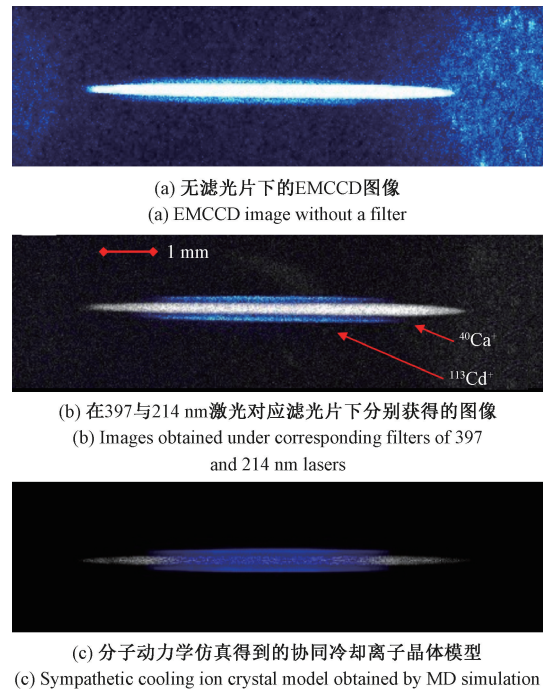 (a) 无滤光片下的EMCCD图像
(a) EMCCD image without a filter
1 mm
⁴⁰Ca⁺
¹¹³Cd⁺
(b) 在397与214 nm激光对应滤光片下分别获得的图像
(b) Images obtained under corresponding filters of 397
and 214 nm lasers
(c) 分子动力学仿真得到的协同冷却离子晶体模型
(c) Sympathetic cooling ion crystal model obtained by MD simulation